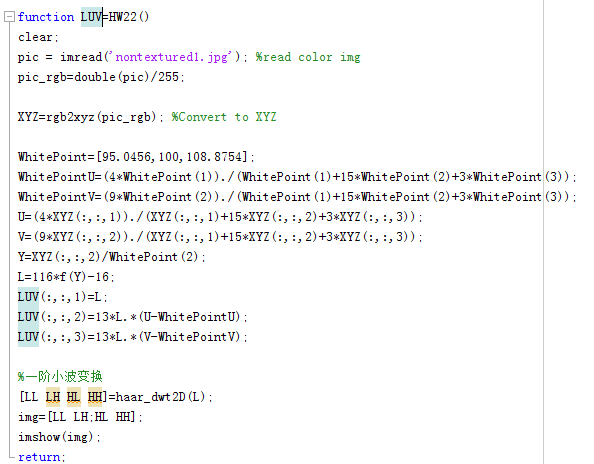 function LUV=HW22()
clear;
pic = imread('nontextured1.jpg'); %read color img
pic_rgb=double(pic)/255;
XYZ=rgb2xyz(pic_rgb); %Convert to XYZ
WhitePoint=[95.0456,100,108.8754];
WhitePointU=(4*WhitePoint(1))./(WhitePoint(1)+15*WhitePoint(2)+3*WhitePoint(3));
WhitePointV=(9*WhitePoint(2))./(WhitePoint(1)+15*WhitePoint(2)+3*WhitePoint(3));
U=(4*XYZ(:,:,1))./(XYZ(:,:,1)+15*XYZ(:,:,2)+3*XYZ(:,:,3));
V=(9*XYZ(:,:,2))./(XYZ(:,:,1)+15*XYZ(:,:,2)+3*XYZ(:,:,3));
Y=XYZ(:,:,2)/WhitePoint(2);
L=116*f(Y)-16;
LUV(:,:,1)=L;
LUV(:,:,2)=13*L.*(U-WhitePointU);
LUV(:,:,3)=13*L.*(V-WhitePointV);
%一阶小波变换
[LL LH HL HH]=haar_dwt2D(L);
img=[LL LH;HL HH];
imshow(img);
return;